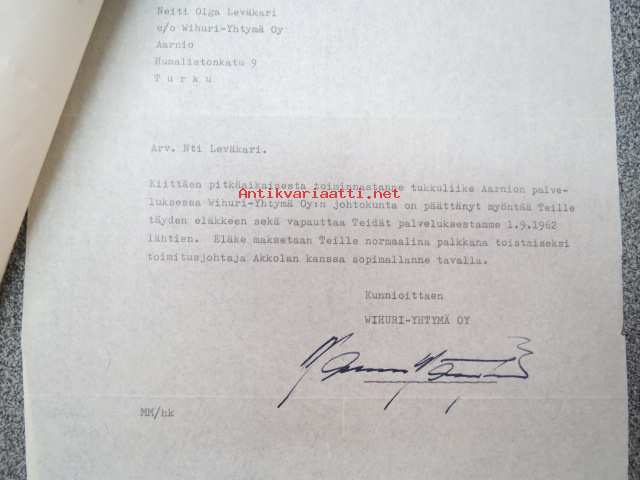 Neiti Olga Leväkari
c/o Wihuri-Yhtymä Oy
Aarnio
Humalistonkatu 9
T u r k u
Arv. Nti Leväkari.
Kiittäen pitkäaikaisesta toiminnastanne tukkuliike Aarnion palve-
Antikvariaatti.net
luksessa Wihuri-Yhtymä Oy:n johtokunta on päättänyt myöntää Teille
täyden eläkkeen sekä vapauttaa Teidät palveluksestamme 1.9.1962
lähtien. Eläke maksetaan Teille normaalina palkkana toistaiseksi
toimitusjohtaja Akkolan kanssa sopimallanne tavalla.
Kunnioittaen
WIHURI-YHTYMÄ OY
MM/hk